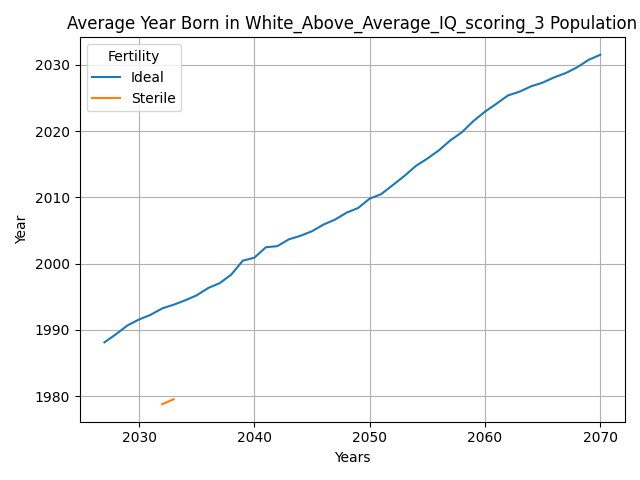 Average Year Born in White_Above_Average_IQ_scoring_3 Population
Fertility
Ideal
Sterile
2030
2020
2010
2000
1990
1980
Year
2030 2040 2050 2060 2070
Years